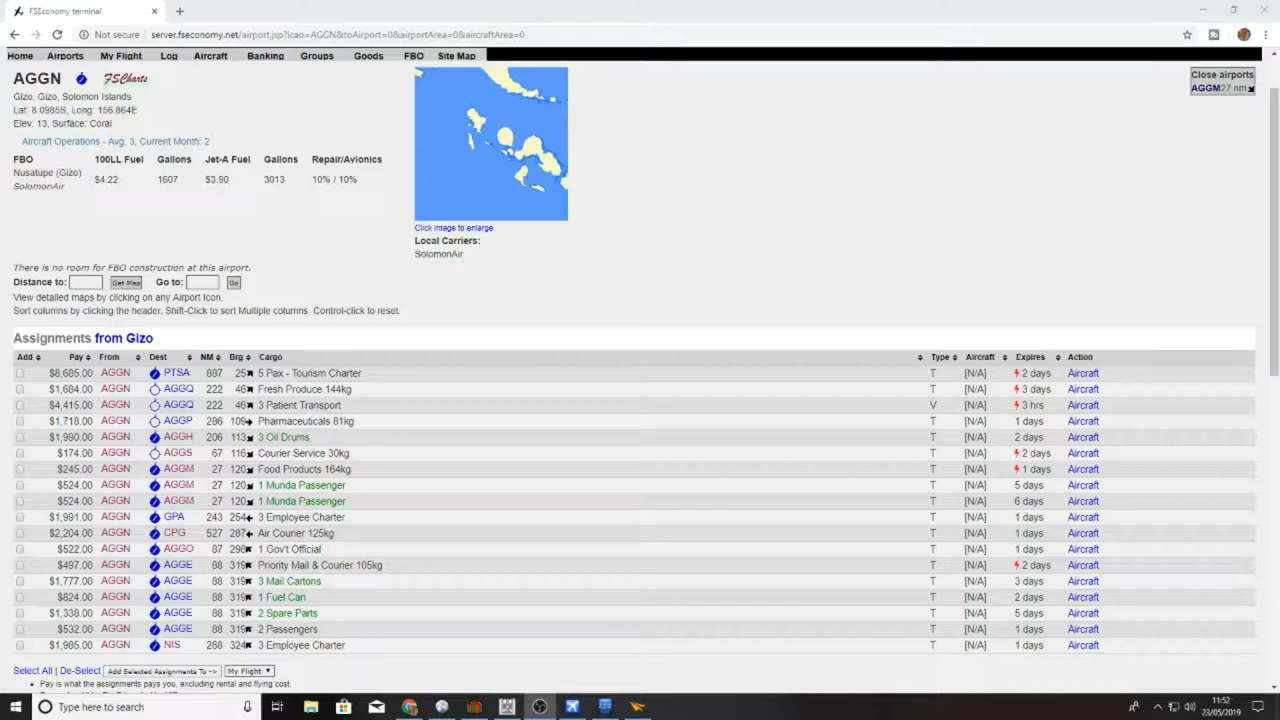 FSEconomy terminal
Not secure | server.fseconomy.net/airport.jsp?icao=AGGN&toAirport=0&airportArea=0&aircraftArea=0
Home Airports My Flight Log Aircraft Banking Groups Goods FBO Site Map
AGGN FSCharts
Gizo, Gizo, Solomon Islands
Lat: 8.0985S, Long: 156.864E
Elev: 13, Surface: Coral
Aircraft Operations - Avg: 3, Current Month: 2
FBO 100LL Fuel Gallons Jet-A Fuel Gallons Repair/Avionics
Nusatupe (Gizo)
SolomonAir
$4.22 1607 $3.90 3013 10% / 10%
Click image to enlarge
Local Carriers:
SolomonAir
Close airports
AGGM 27 nm
There is no room for FBO construction at this airport.
Distance to: Get Map Go to: Go
View detailed maps by clicking on any Airport Icon.
Sort columns by clicking the header. Shift-Click to sort Multiple columns. Control-click to reset.
Assignments from Gizo
Add Pay From Dest NM Brg Cargo Type Aircraft Expires Action
$8,685.00 AGGN PTSA 887 25 5 Pax - Tourism Charter T [N/A] 2 days Aircraft
$1,684.00 AGGN AGGQ 222 46 Fresh Produce 144kg T [N/A] 3 days Aircraft
$4,415.00 AGGN AGGQ 222 46 3 Patient Transport V [N/A] 3 hrs Aircraft
$1,718.00 AGGN AGGP 286 109 Pharmaceuticals 81kg T [N/A] 1 days Aircraft
$1,990.00 AGGN AGGH 206 113 3 Oil Drums T [N/A] 2 days Aircraft
$174.00 AGGN AGGS 67 116 Courier Service 30kg T [N/A] 2 days Aircraft
$245.00 AGGN AGGM 27 120 Food Products 164kg T [N/A] 1 days Aircraft
$524.00 AGGN AGGM 27 120 1 Munda Passenger T [N/A] 5 days Aircraft
$524.00 AGGN AGGM 27 120 1 Munda Passenger T [N/A] 6 days Aircraft
$1,991.00 AGGN GPA 243 254 3 Employee Charter T [N/A] 1 days Aircraft
$2,204.00 AGGN CPG 527 287 Air Courier 125kg T [N/A] 1 days Aircraft
$522.00 AGGN AGGO 87 298 1 Gov't Official T [N/A] 1 days Aircraft
$497.00 AGGN AGGE 88 319 Priority Mail & Courier 105kg T [N/A] 2 days Aircraft
$1,777.00 AGGN AGGE 88 319 3 Mail Cartons T [N/A] 3 days Aircraft
$824.00 AGGN AGGE 88 319 1 Fuel Can T [N/A] 2 days Aircraft
$1,338.00 AGGN AGGE 88 319 2 Spare Parts T [N/A] 5 days Aircraft
$532.00 AGGN AGGE 88 319 2 Passengers T [N/A] 1 days Aircraft
$1,985.00 AGGN NIS 268 324 3 Employee Charter T [N/A] 1 days Aircraft
Select All | De-Select Add Selected Assignments To -> My Flight
Pay is what the assignments pays you, excluding rental and flying cost.
Type here to search
11:52
23/05/2019